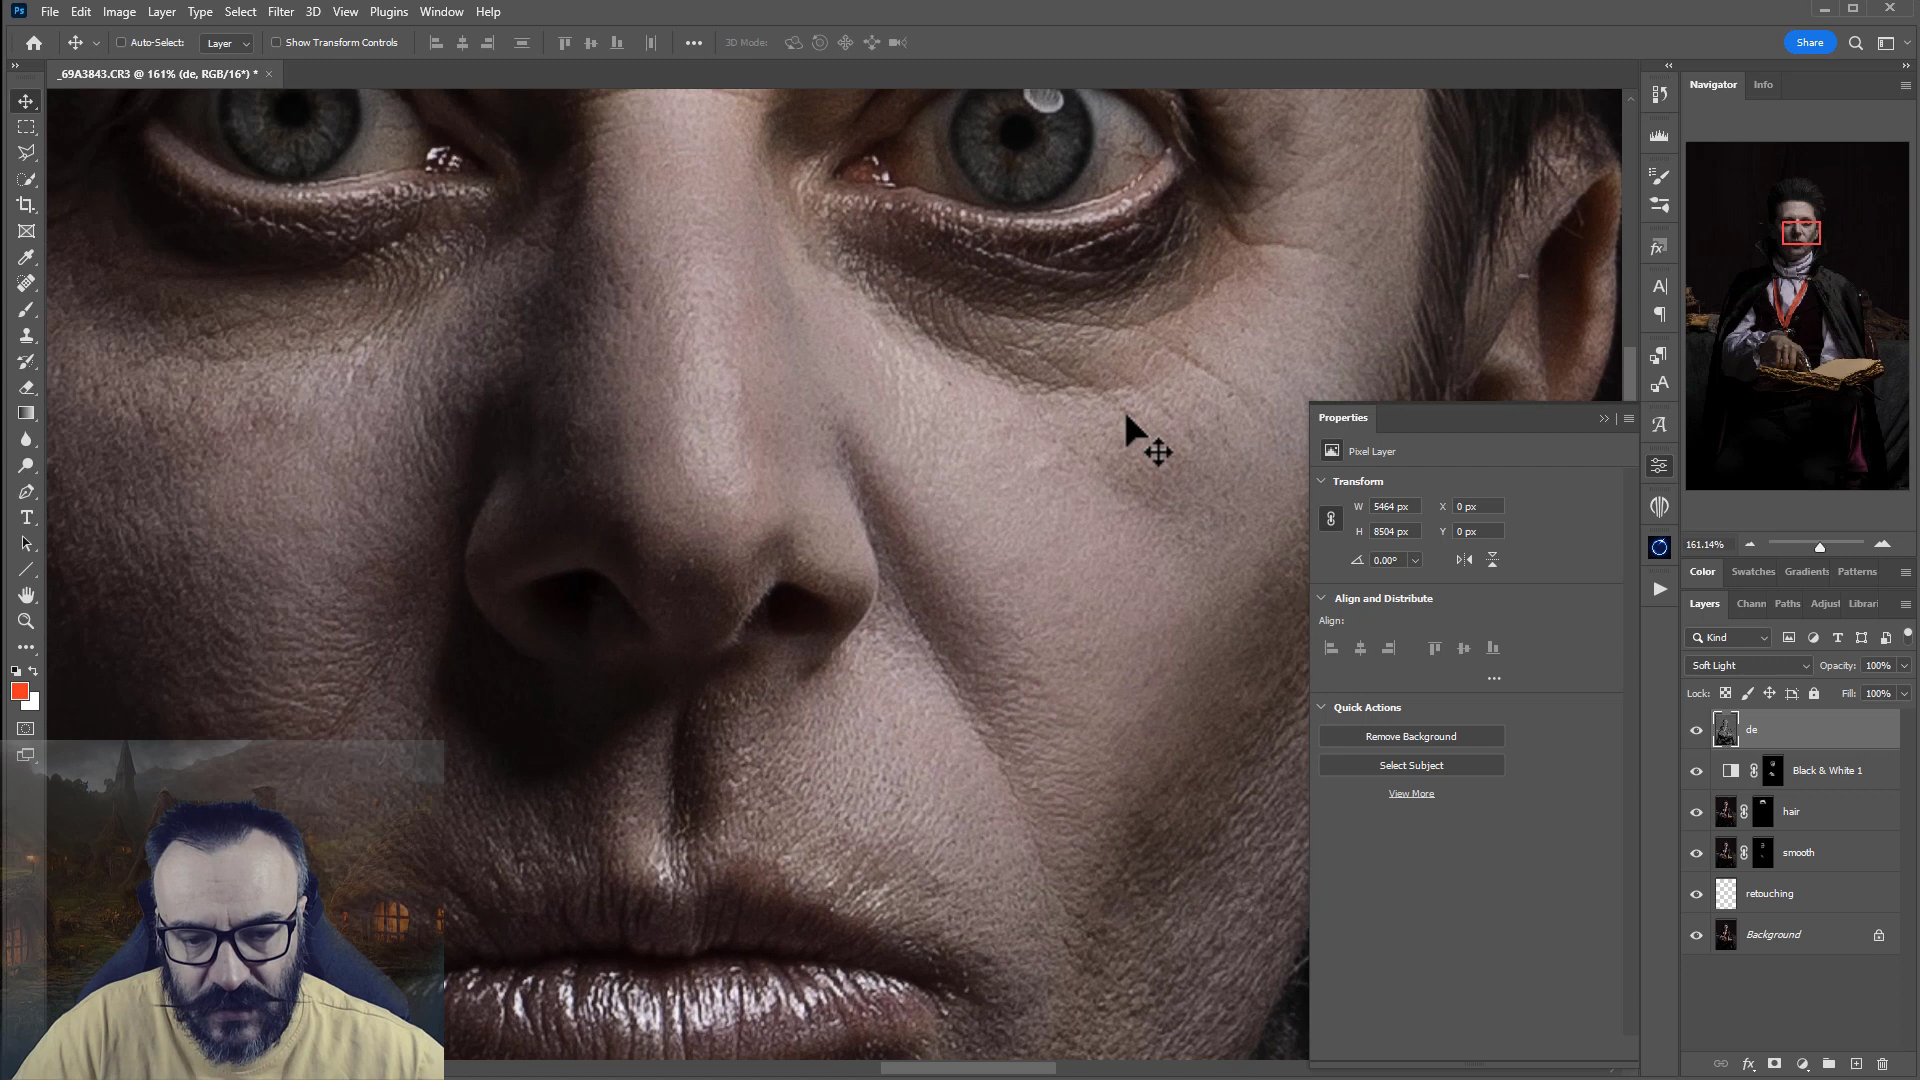 Ps File Edit Image Layer Type Select Filter 3D View Plugins Window Help
Auto-Select: Layer Show Transform Controls 3D Mode: Share
_69A3843.CR3 @ 161% (de, RGB/16*) * ×
Navigator Info
161.14%
Color Swatches Gradients Patterns
Layers Chann Paths Adjust Librari
Kind
Soft Light Opacity: 100%
Lock: Fill: 100%
de
Black & White 1
hair
smooth
retouching
Background
Properties
Pixel Layer
Transform
W 5464 px X 0 px
H 8504 px Y 0 px
0.00°
Align and Distribute
Align:
Quick Actions
Remove Background
Select Subject
View More